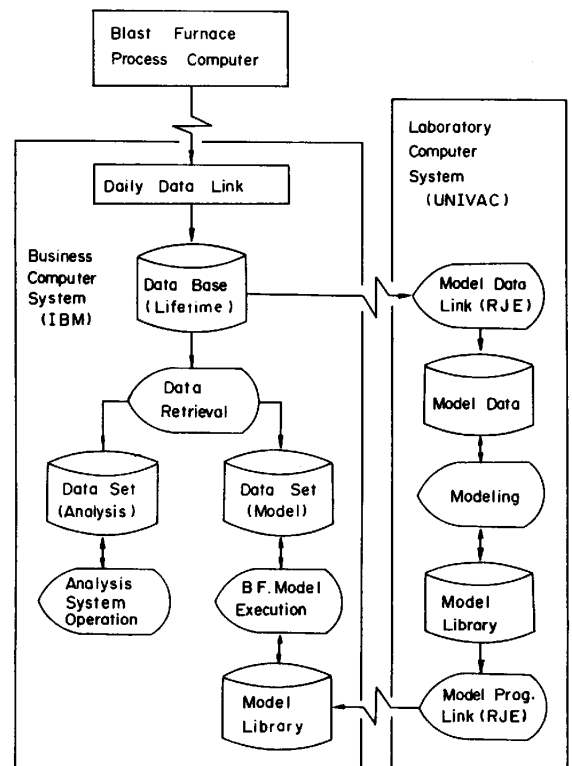 Blast Furnace
Process Computer
Laboratory
Computer
System
(UNIVAC)
Daily Data Link
Business
Computer
System
(IBM)
Data Base
(Lifetime)
Model Data
Link (RJE)
Data
Retrieval
Model Data
Data Set
(Analysis)
Data Set
(Model)
Modeling
Analysis
System
Operation
B F. Model
Execution
Model
Library
Model
Library
Model Prog.
Link (RJE)